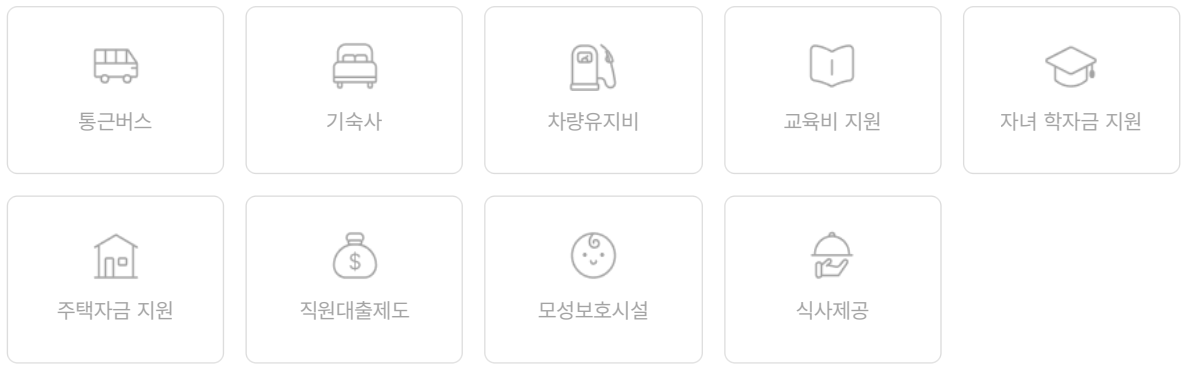 통근버스
기숙사
차량유지비
교육비 지원
자녀 학자금 지원
주택자금 지원
직원대출제도
모성보호시설
식사제공